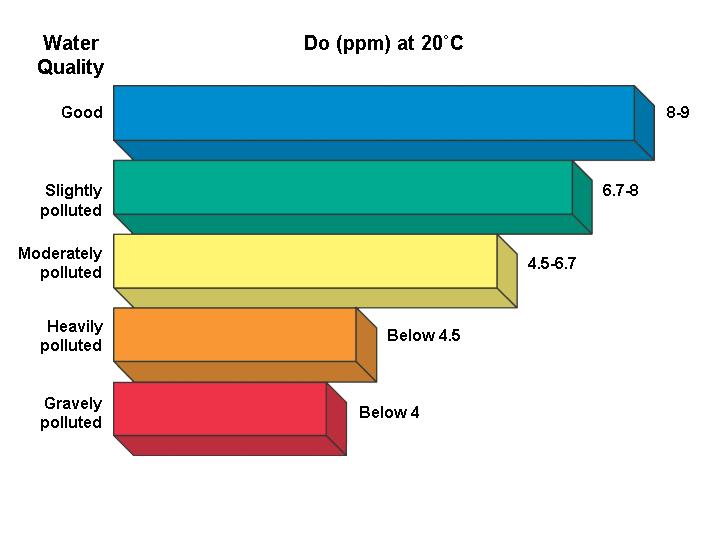 Water
Quality
Do (ppm) at 20°C
Good
8-9
Slightly
polluted
6.7-8
Moderately
polluted
4.5-6.7
Heavily
polluted
Below 4.5
Gravely
polluted
Below 4